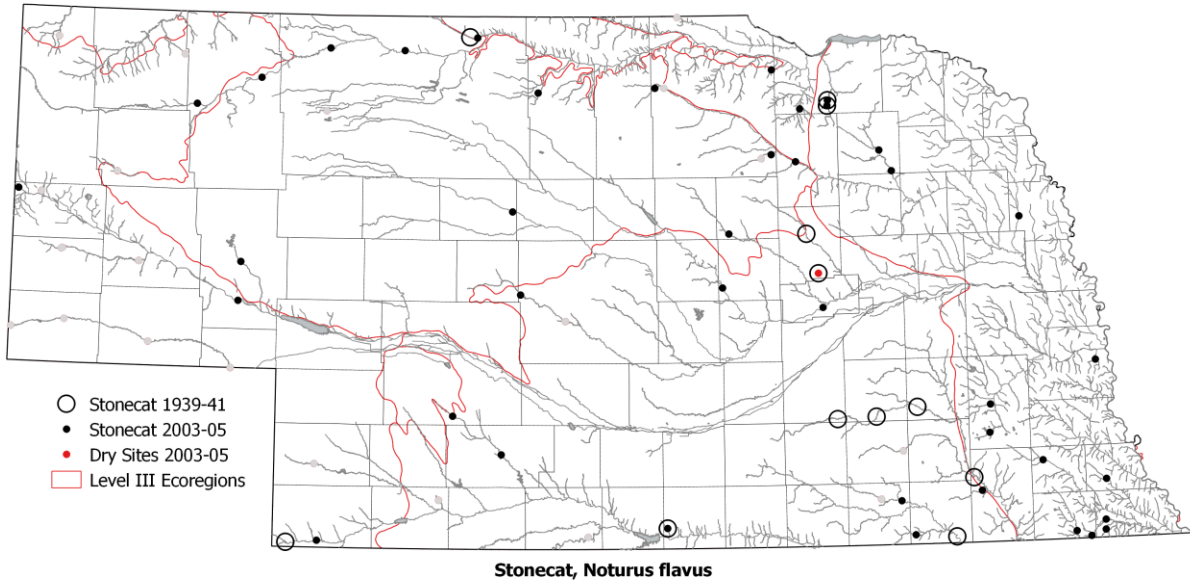 Stonecat 1939-41
Stonecat 2003-05
Dry Sites 2003-05
Level III Ecoregions
Stonecat, Noturus flavus